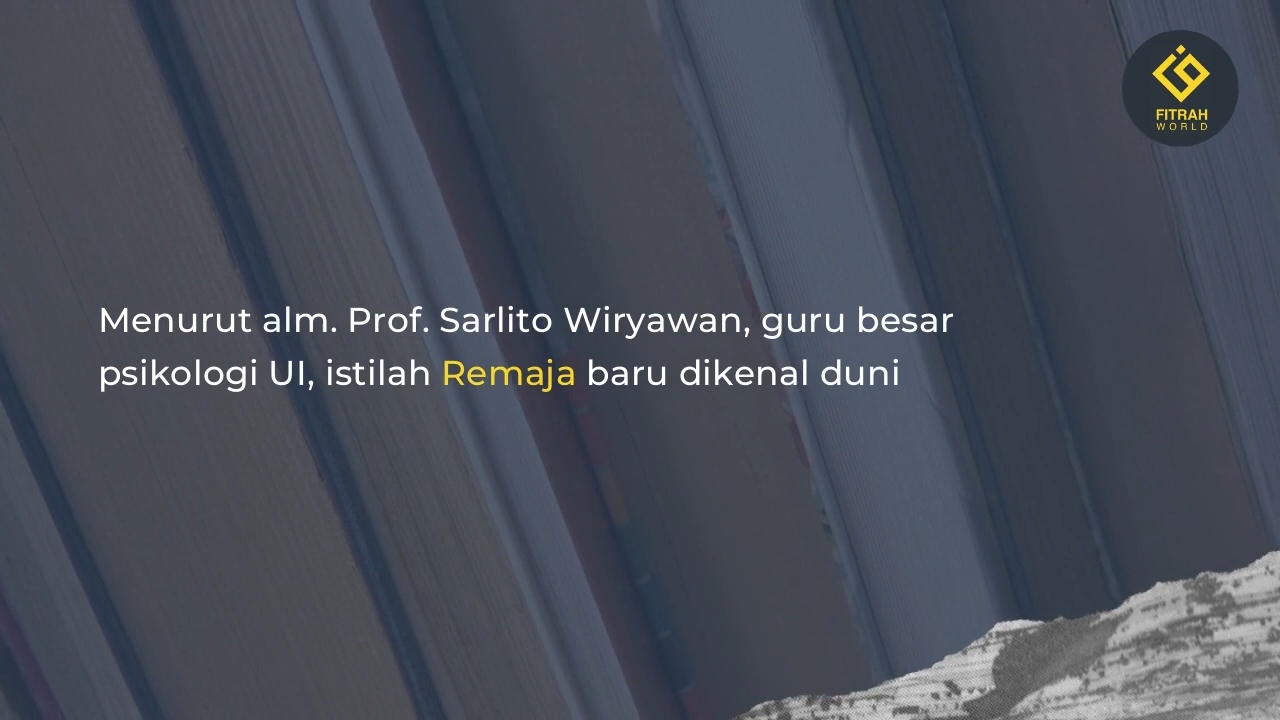 FITRAH
WORLD
Menurut alm. Prof. Sarlito Wiryawan, guru besar
psikologi UI, istilah Remaja baru dikenal duni